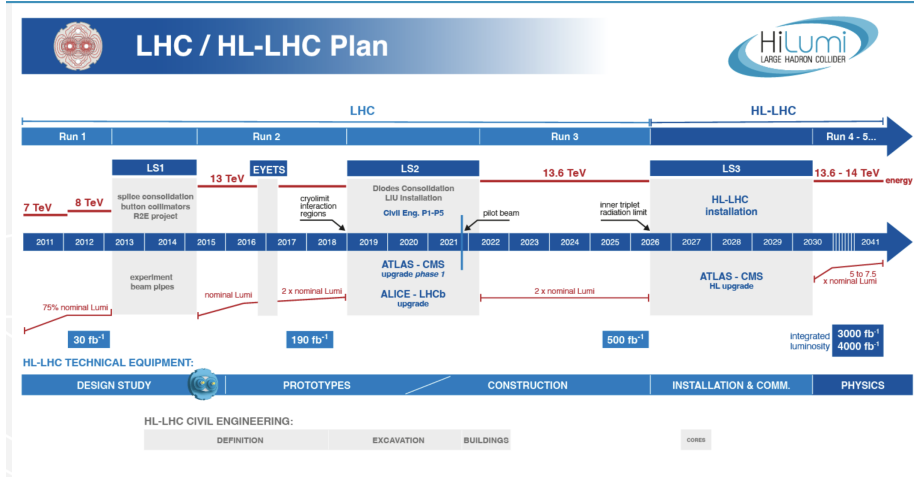 LHC / HL-LHC Plan
HiLumi
LARGE HADRON COLLIDER
LHC
HL-LHC
Run 1
Run 2
Run 3
Run 4 - 5...
LS1
EYETS
LS2
LS3
13 TeV
13.6 TeV
13.6 - 14 TeV
energy
7 TeV
8 TeV
splice consolidation
button collimators
R2E project
cryolimit
interaction
regions
Diodes Consolidation
LIU Installation
Civil Eng. P1-P5
pilot beam
inner triplet
radiation limit
HL-LHC
installation
2011 2012 2013 2014 2015 2016 2017 2018 2019 2020 2021 2022 2023 2024 2025 2026 2027 2028 2029 2030 2041
experiment
beam pipes
ATLAS - CMS
upgrade phase 1
ALICE - LHCb
upgrade
ATLAS - CMS
HL upgrade
75% nominal Lumi
nominal Lumi
2 x nominal Lumi
2 x nominal Lumi
5 to 7.5
x nominal Lumi
30 fb-1
190 fb-1
500 fb-1
integrated
luminosity
3000 fb-1
4000 fb-1
HL-LHC TECHNICAL EQUIPMENT:
DESIGN STUDY
PROTOTYPES
CONSTRUCTION
INSTALLATION & COMM.
PHYSICS
HL-LHC CIVIL ENGINEERING:
DEFINITION
EXCAVATION
BUILDINGS
CORES